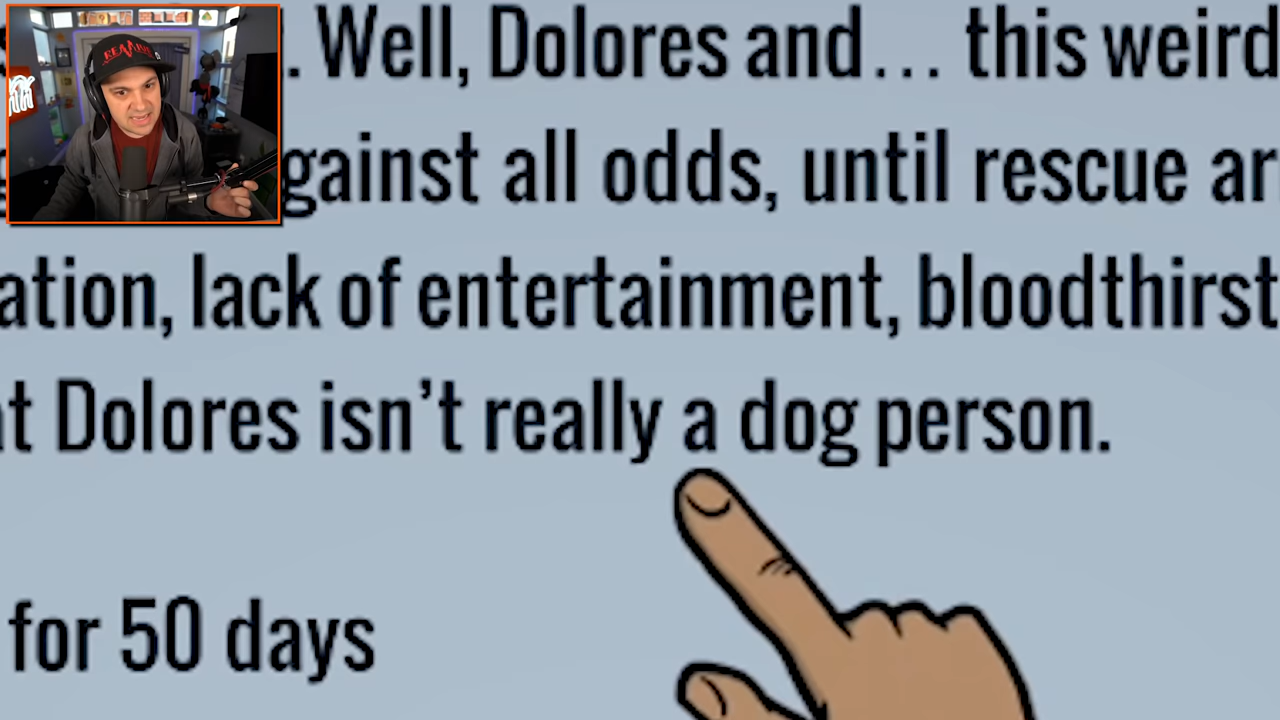 . Well, Dolores and... this weird
gainst all odds, until rescue ar
ation, lack of entertainment, bloodthirst
at Dolores isn’t really a dog person.
for 50 days